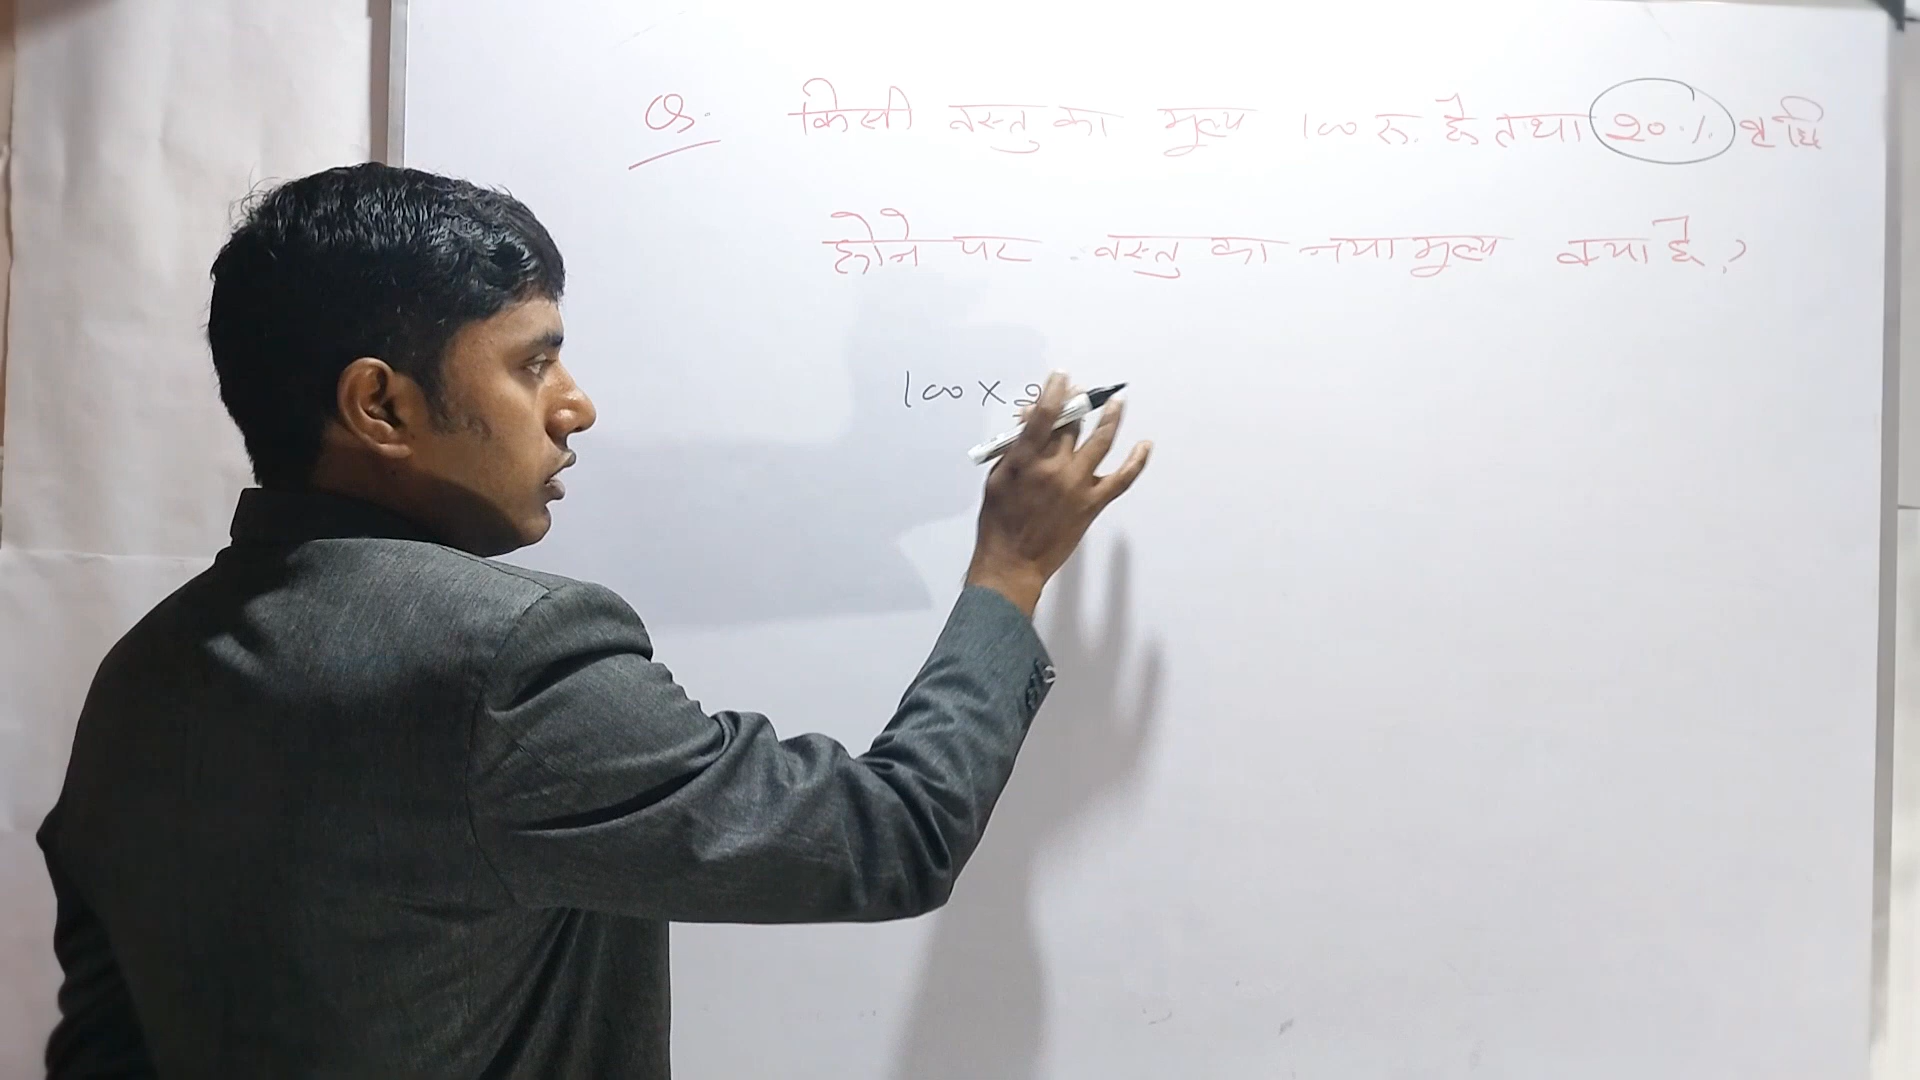 Q. किसी वस्तु का मुल्य 100 रु. है तथा 20% वृध्दि
होने पर वस्तु का नया मुल्य क्या है?
100 × 2